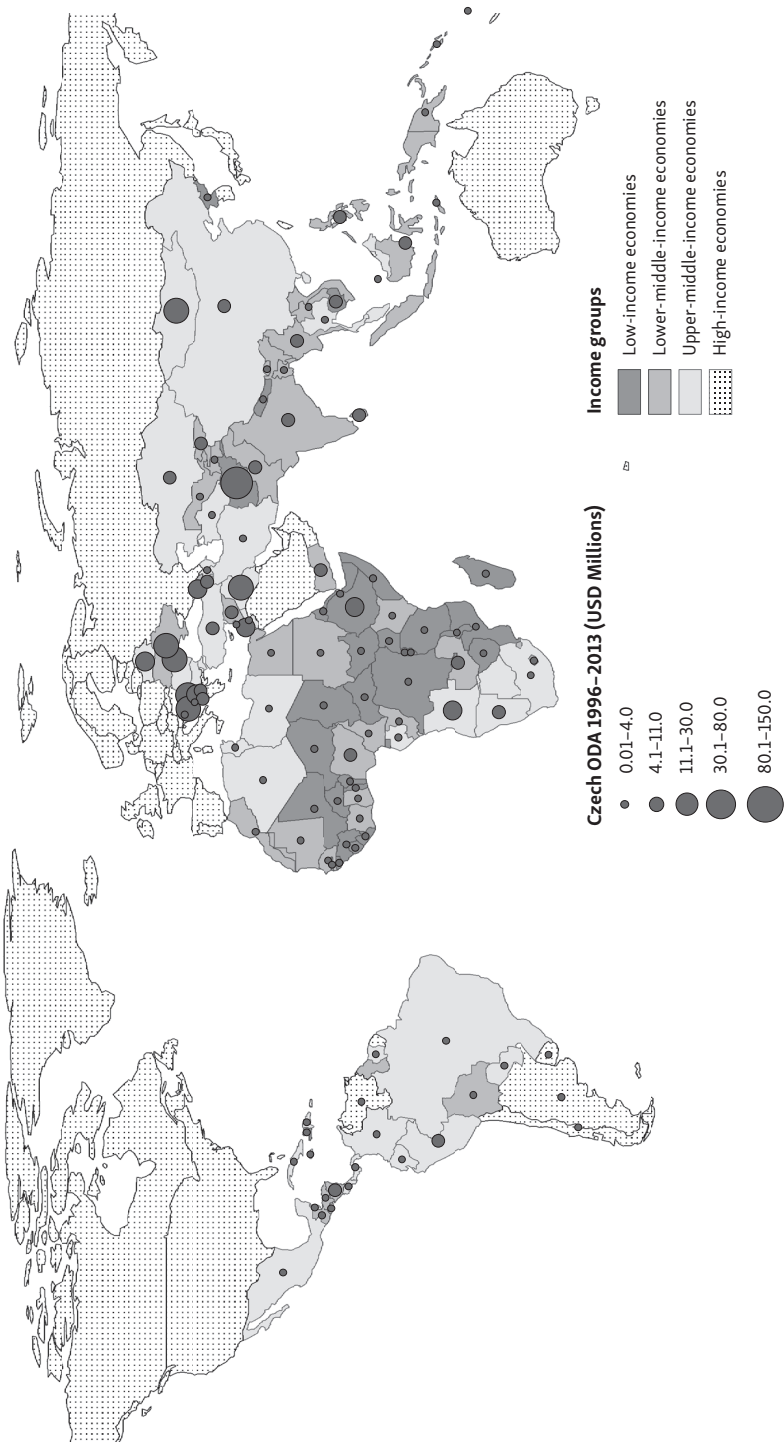 Czech ODA 1996–2013 (USD Millions)
0.01–4.0
4.1–11.0
11.1–30.0
30.1–80.0
80.1–150.0
Income groups
Low-income economies
Lower-middle-income economies
Upper-middle-income economies
High-income economies